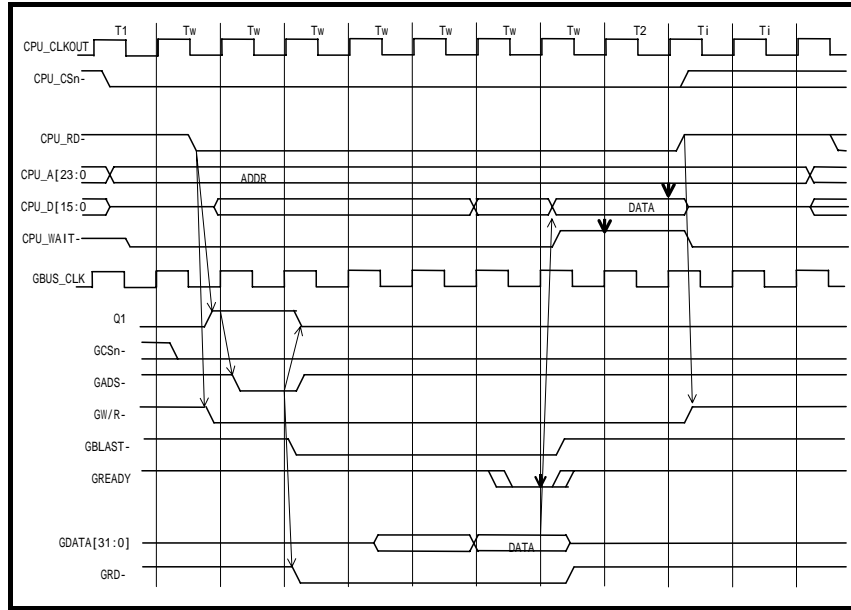 T1 Tw Tw Tw Tw Tw Tw Tw T2 Ti Ti
CPU_CLKOUT
CPU_CSn-
CPU_RD-
CPU_A[23:0
ADDR
CPU_D[15:0
DATA
CPU_WAIT-
GBUS_CLK
Q1
GCSn-
GADS-
GW/R-
GBLAST-
GREADY
GDATA[31:0]
DATA
GRD-